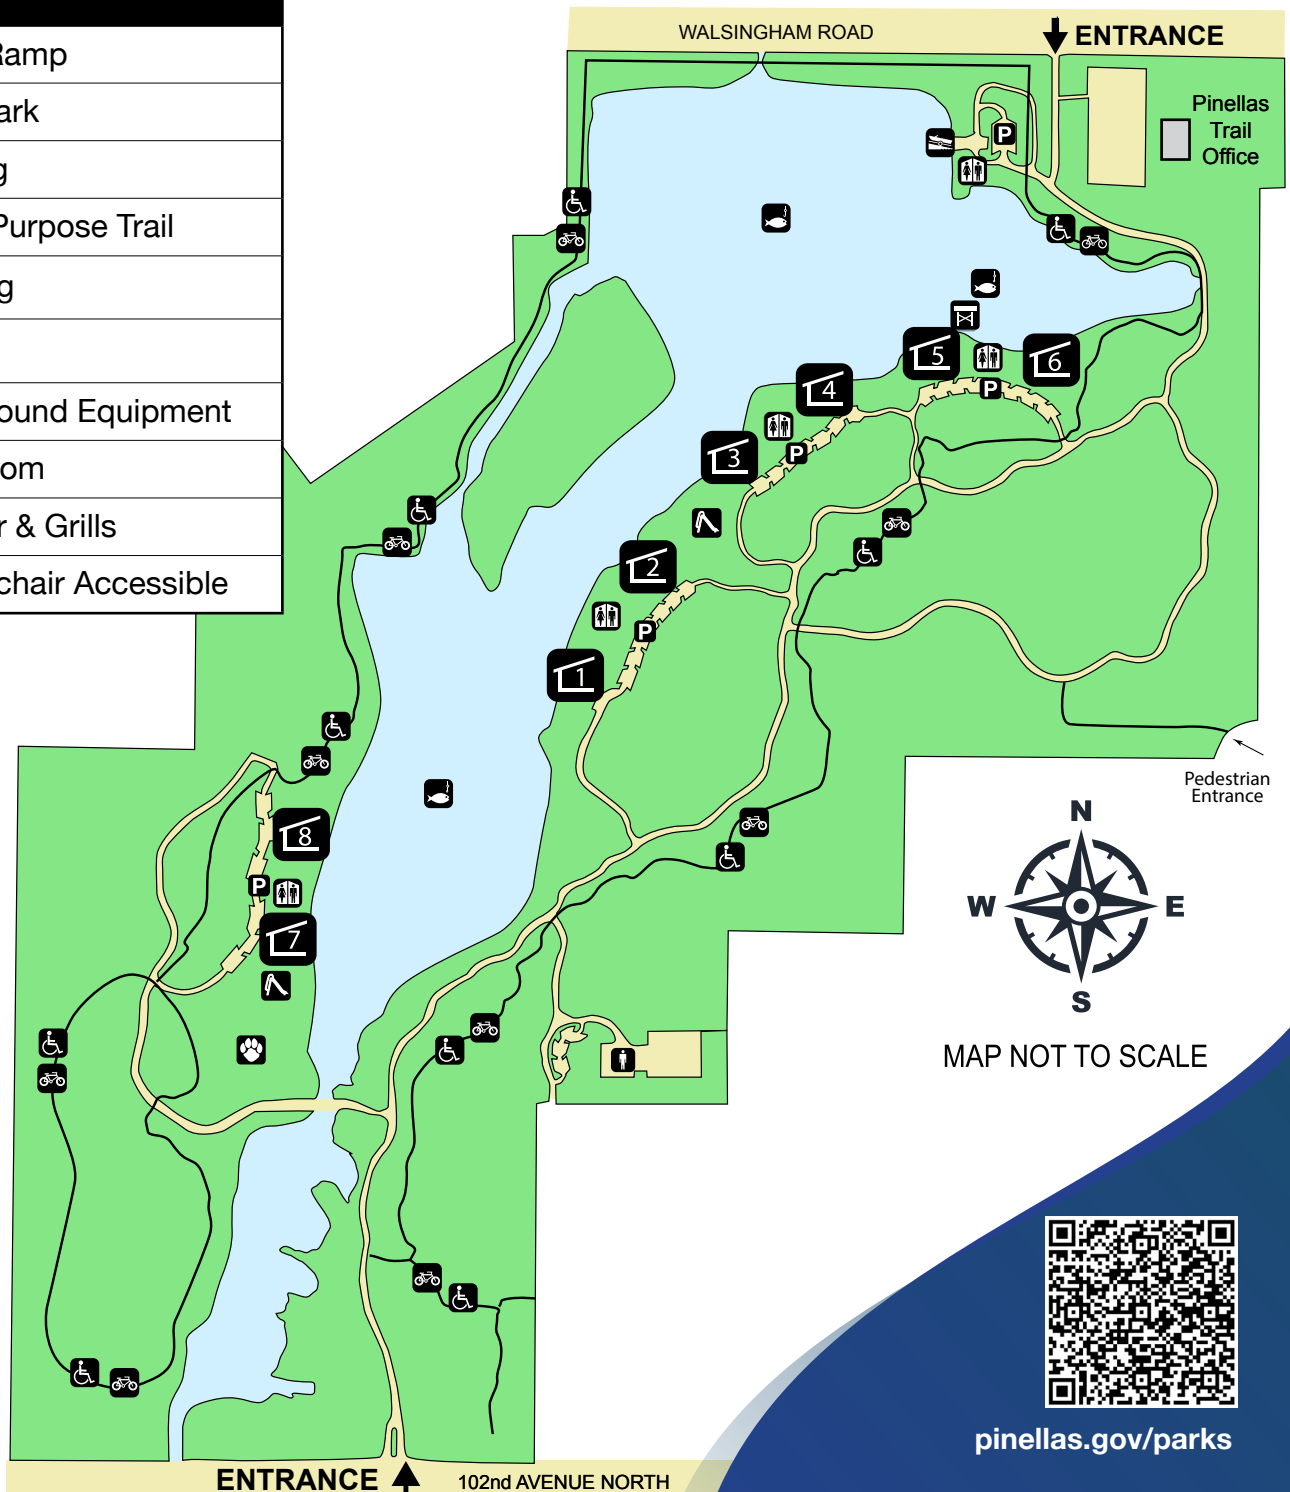 Ramp
ark
g
Purpose Trail
g
ound Equipment
om
r & Grills
chair Accessible
WALSINGHAM ROAD
ENTRANCE
Pinellas
Trail
Office
P
5
6
P
4
3
P
2
P
1
8
P
7
Pedestrian
Entrance
N
W
E
S
MAP NOT TO SCALE
pinellas.gov/parks
ENTRANCE
102nd AVENUE NORTH